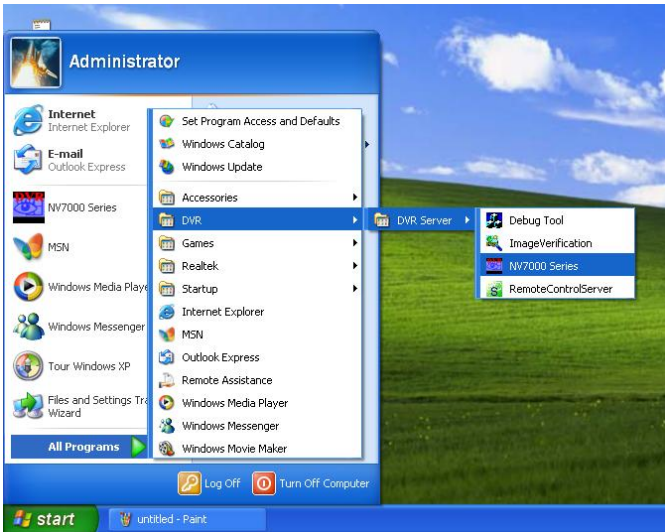 Administrator
Internet
Internet Explorer
E-mail
Outlook Express
DVR
NV7000 Series
MSN
Windows Media Playe
Windows Messenger
Tour Windows XP
Files and Settings Tra
Wizard
All Programs
Set Program Access and Defaults
Windows Catalog
Windows Update
Accessories
DVR
Games
Realtek
Startup
Internet Explorer
MSN
Outlook Express
Remote Assistance
Windows Media Player
Windows Messenger
Windows Movie Maker
DVR Server
Debug Tool
ImageVerification
NV7000 Series
RemoteControlServer
Log Off
Turn Off Computer
start
untitled - Paint